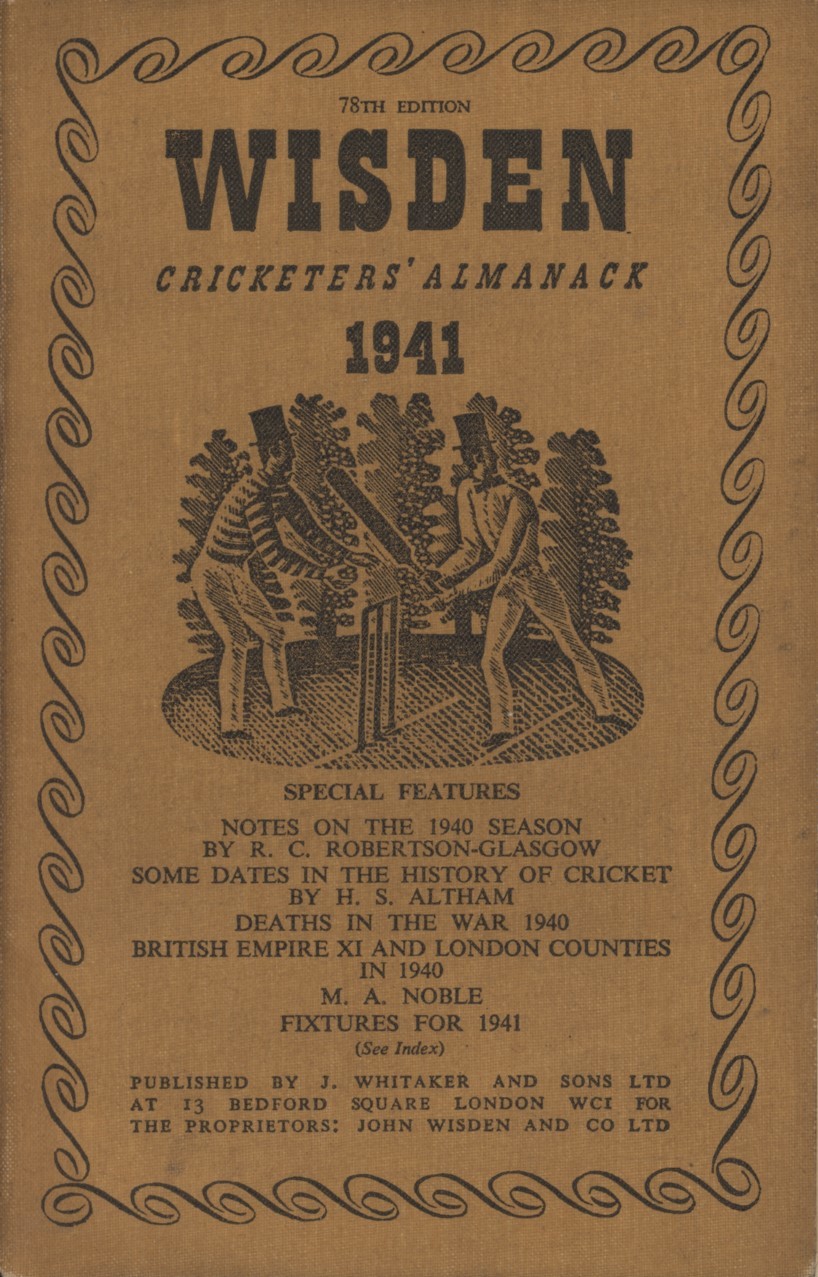 78TH EDITION
WISDEN
CRICKETERS' ALMANACK
1941
SPECIAL FEATURES
NOTES ON THE 1940 SEASON
BY R. C. ROBERTSON-GLASGOW
SOME DATES IN THE HISTORY OF CRICKET
BY H. S. ALTHAM
DEATHS IN THE WAR 1940
BRITISH EMPIRE XI AND LONDON COUNTIES
IN 1940
M. A. NOBLE
FIXTURES FOR 1941
(See Index)
PUBLISHED BY J. WHITAKER AND SONS LTD
AT 13 BEDFORD SQUARE LONDON WC1 FOR
THE PROPRIETORS: JOHN WISDEN AND CO LTD